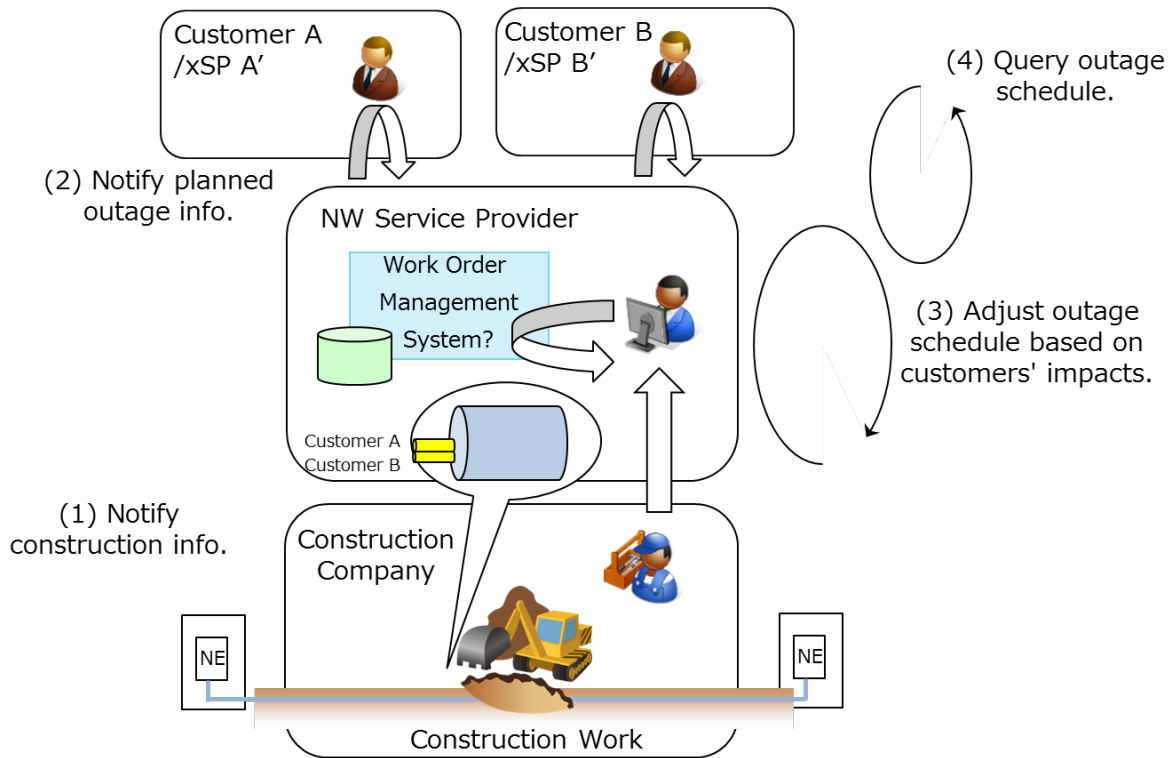 Customer A
/xSP A’
Customer B
/xSP B’
(4) Query outage
schedule.
(2) Notify planned
outage info.
NW Service Provider
Work Order
Management
System?
(3) Adjust outage
schedule based on
customers' impacts.
Customer A
Customer B
(1) Notify
construction info.
Construction
Company
NE
NE
Construction Work